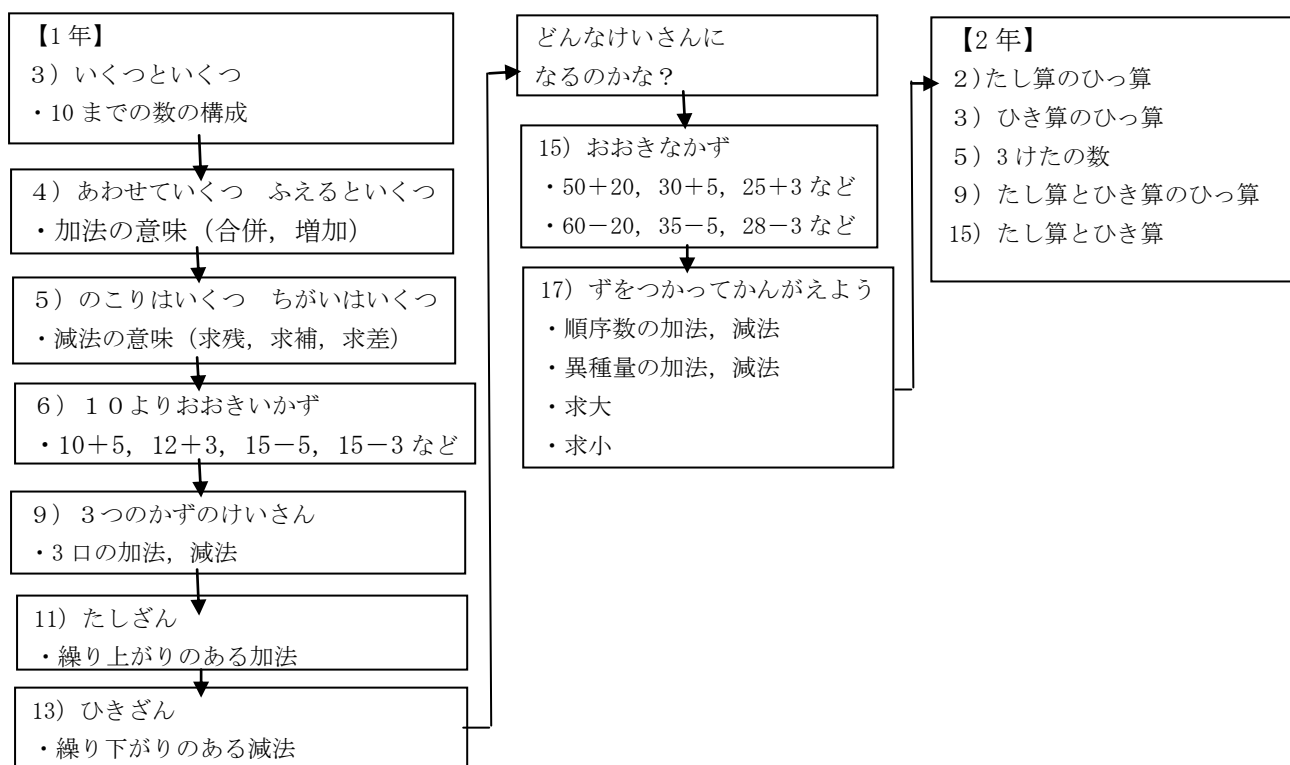 【1年】
3）いくつといくつ
・10までの数の構成
4）あわせていくつ　ふえるといくつ
・加法の意味（合併，増加）
5）のこりはいくつ　ちがいはいくつ
・減法の意味（求残，求補，求差）
6）１０よりおおきいかず
・10＋5，12＋3，15－5，15－3など
9）３つのかずのけいさん
・3口の加法，減法
11）たしざん
・繰り上がりのある加法
13）ひきざん
・繰り下がりのある減法
どんなけいさんに
なるのかな？
15）おおきなかず
・50＋20，30＋5，25＋3など
・60－20，35－5，28－3など
17）ずをつかってかんがえよう
・順序数の加法，減法
・異種量の加法，減法
・求大
・求小
【2年】
2）たし算のひっ算
3）ひき算のひっ算
5）3けたの数
9）たし算とひき算のひっ算
15）たし算とひき算